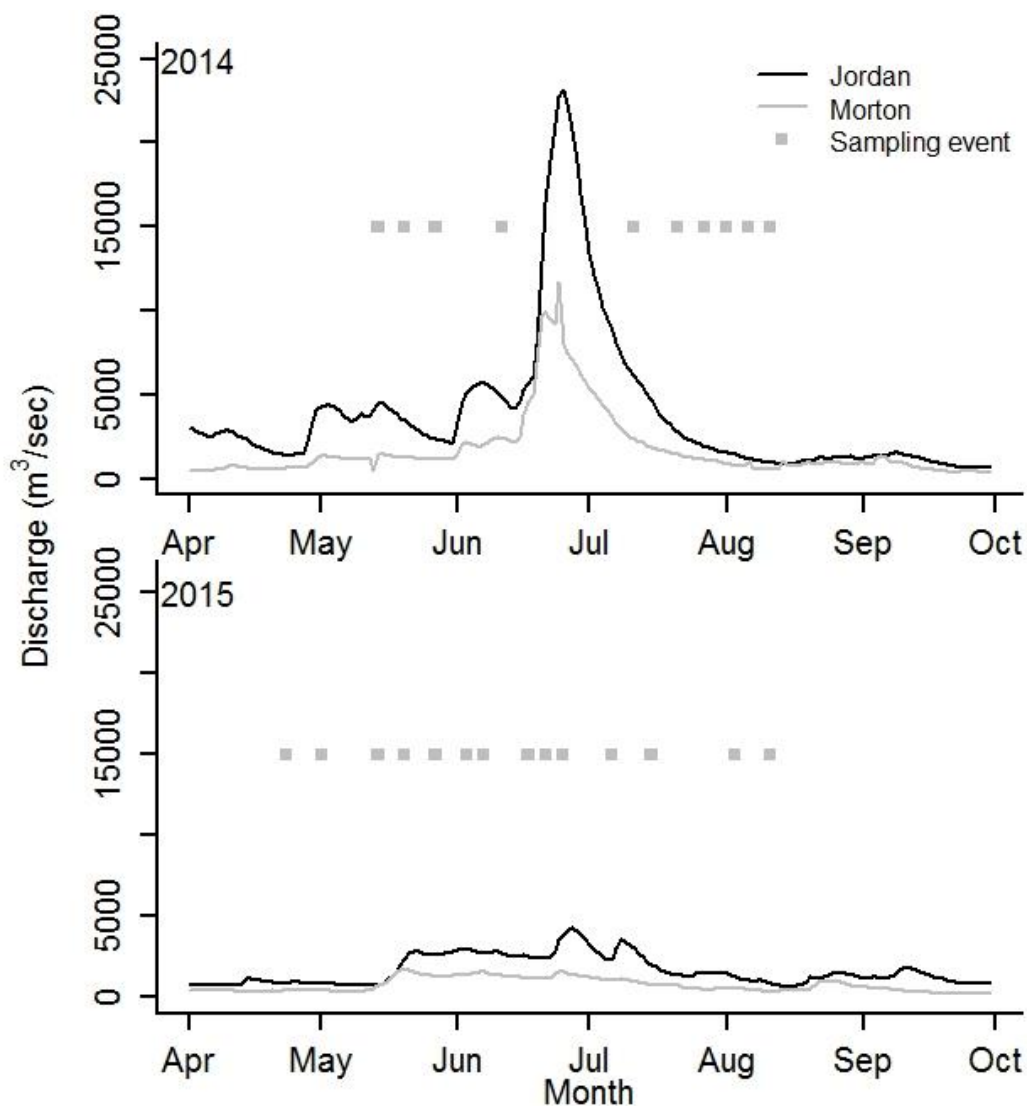 2014
Jordan
Morton
Sampling event
25000
15000
5000
0
Apr May Jun Jul Aug Sep Oct
Discharge (m³/sec)
2015
25000
15000
5000
0
Apr May Jun Jul Aug Sep Oct
Month